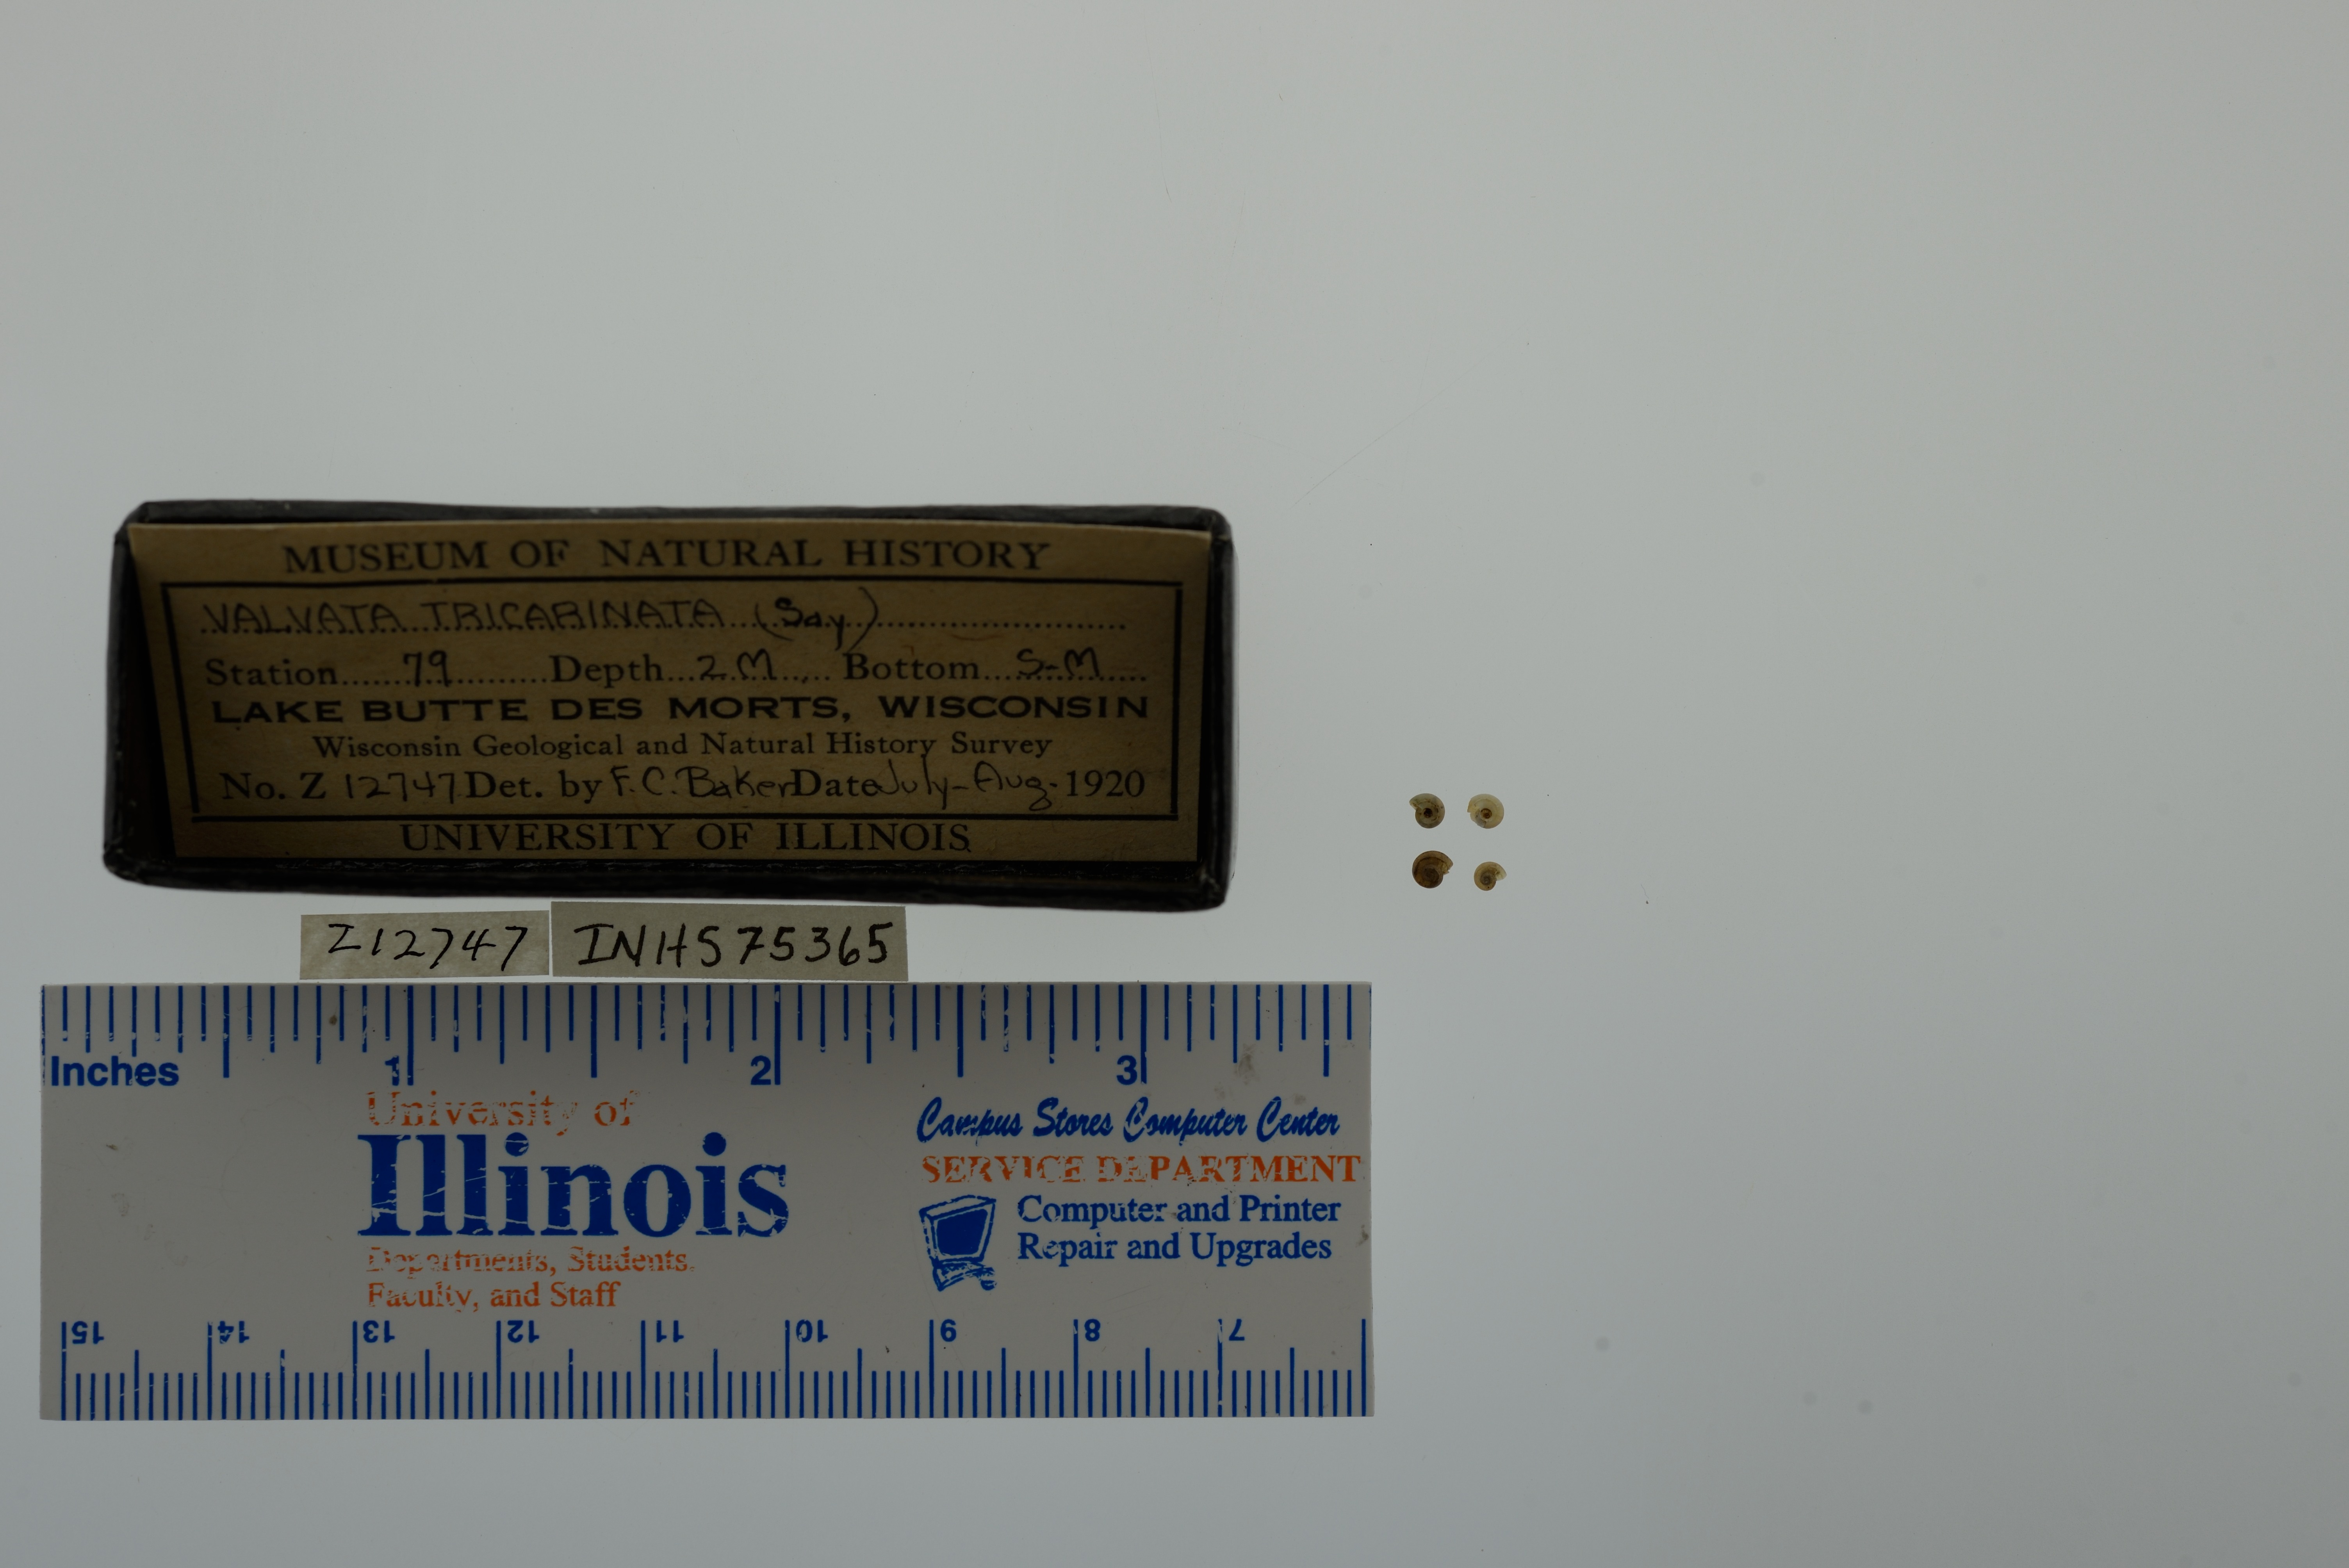 MUSEUM OF NATURAL HISTORY
VALVATA TRICARINATA (Say)
Station 79 Depth 2 M Bottom S-M
LAKE BUTTE DES MORTS, WISCONSIN
Wisconsin Geological and Natural History Survey
No. Z 12747 Det. by F.C. Baker Date July-Aug. 1920
UNIVERSITY OF ILLINOIS
Z12747 INHS75365
Inches 1 2 3
University of
Illinois
Departments, Students,
Faculty, and Staff
Campus Stores Computer Center
SERVICE DEPARTMENT
Computer and Printer
Repair and Upgrades
15 14 13 12 11 10 9 8 7